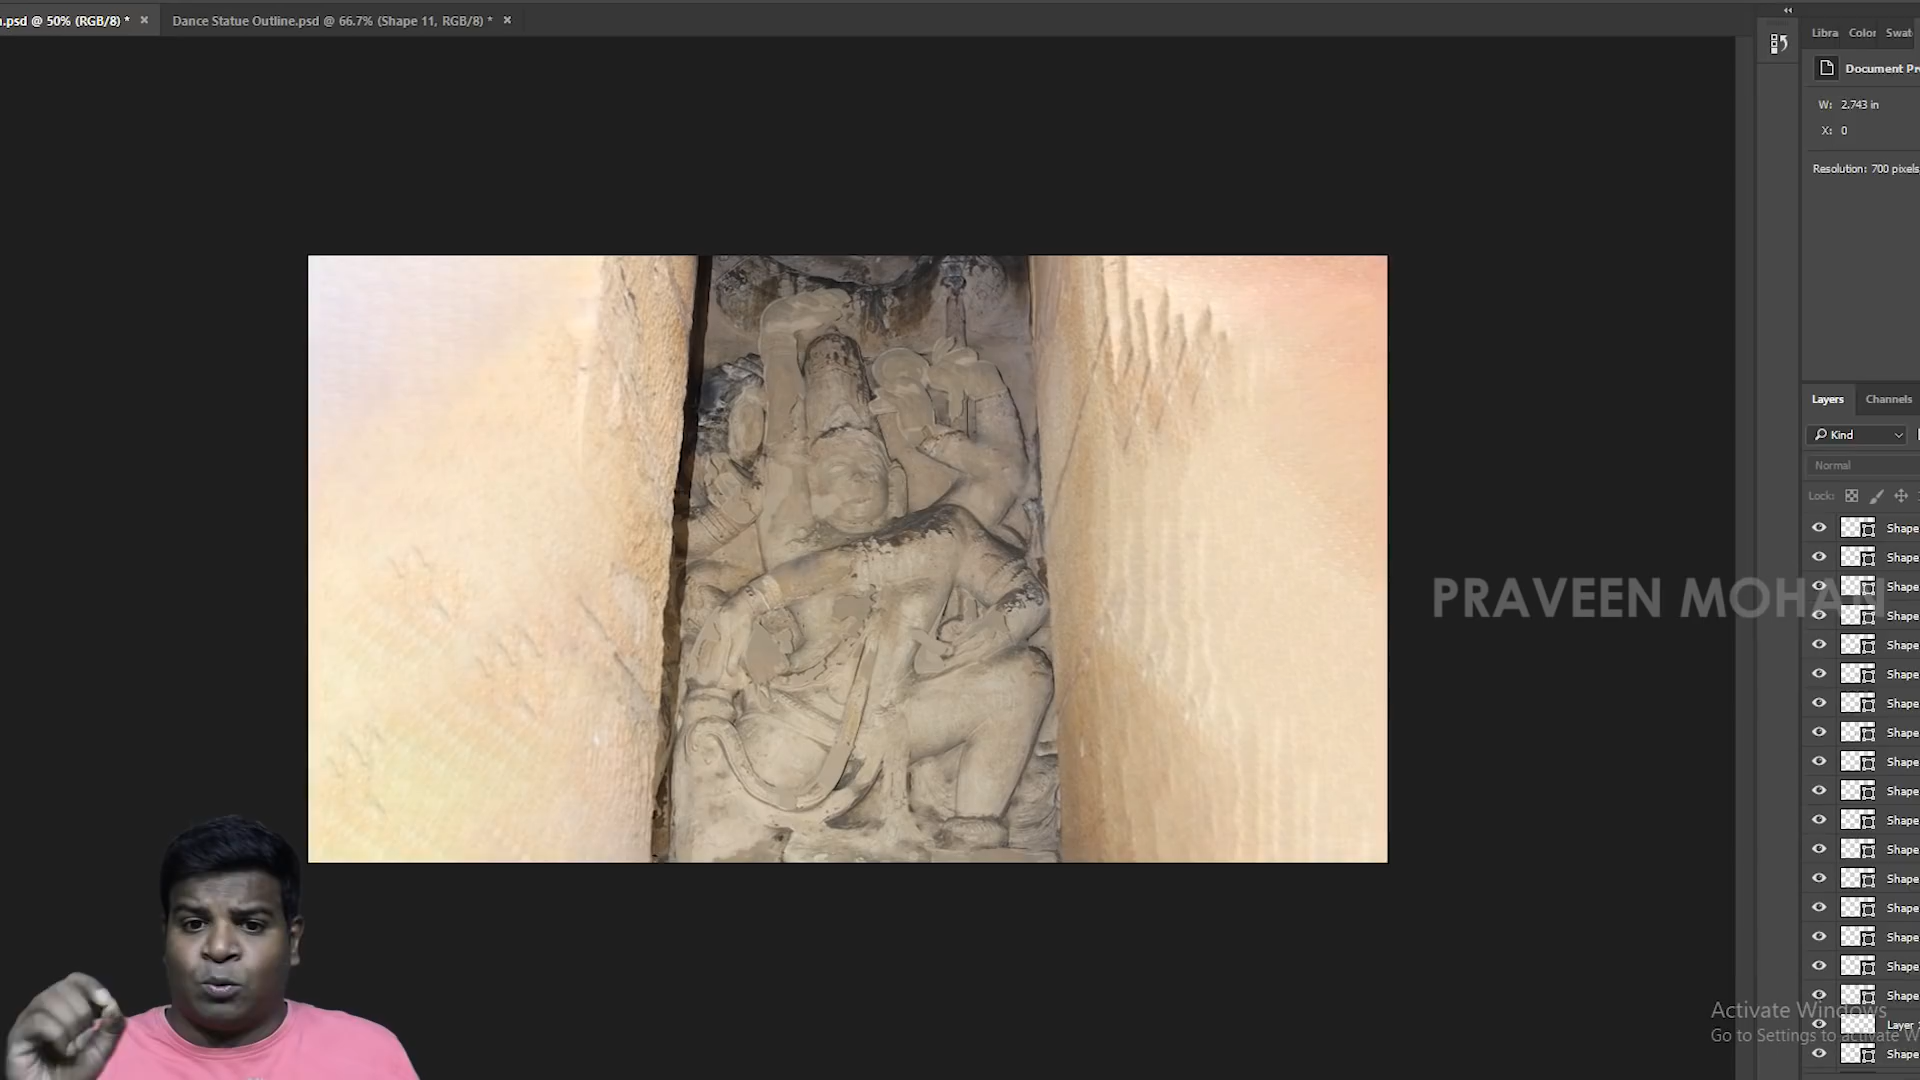 .psd @ 50% (RGB/8) *
Dance Statue Outline.psd @ 66.7% (Shape 11, RGB/8) *
Libra Color Swat
Document Pr
W: 2.743 in
X: 0
Resolution: 700 pixels
Layers Channels
Kind
Normal
Lock:
Shape
Shape
Shape
PRAVEEN MOHAN
Shape
Shape
Shape
Shape
Shape
Shape
Shape
Shape
Shape
Shape
Shape
Shape
Shape
Shape
Layer
Shape
Activate Windows
Go to Settings to activate W